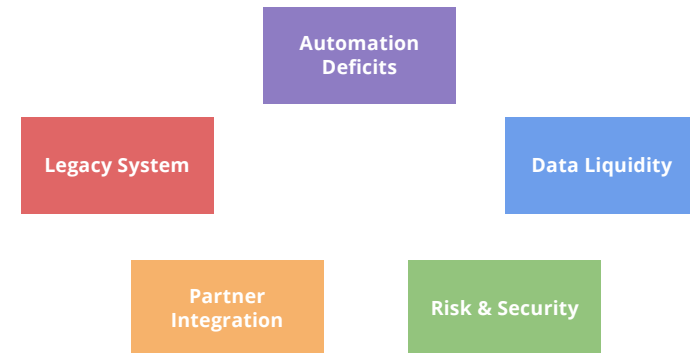 Automation
Deficits
Legacy System
Data Liquidity
Partner
Integration
Risk & Security